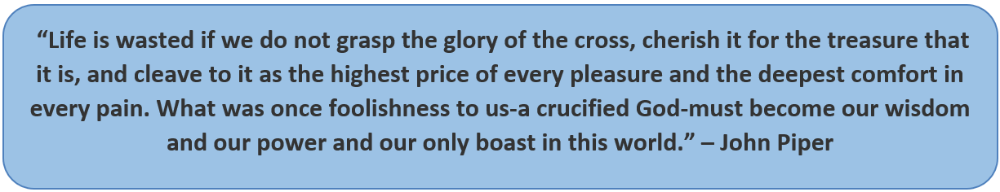 “Life is wasted if we do not grasp the glory of the cross, cherish it for the treasure that
it is, and cleave to it as the highest price of every pleasure and the deepest comfort in
every pain. What was once foolishness to us-a crucified God-must become our wisdom
and our power and our only boast in this world.” – John Piper